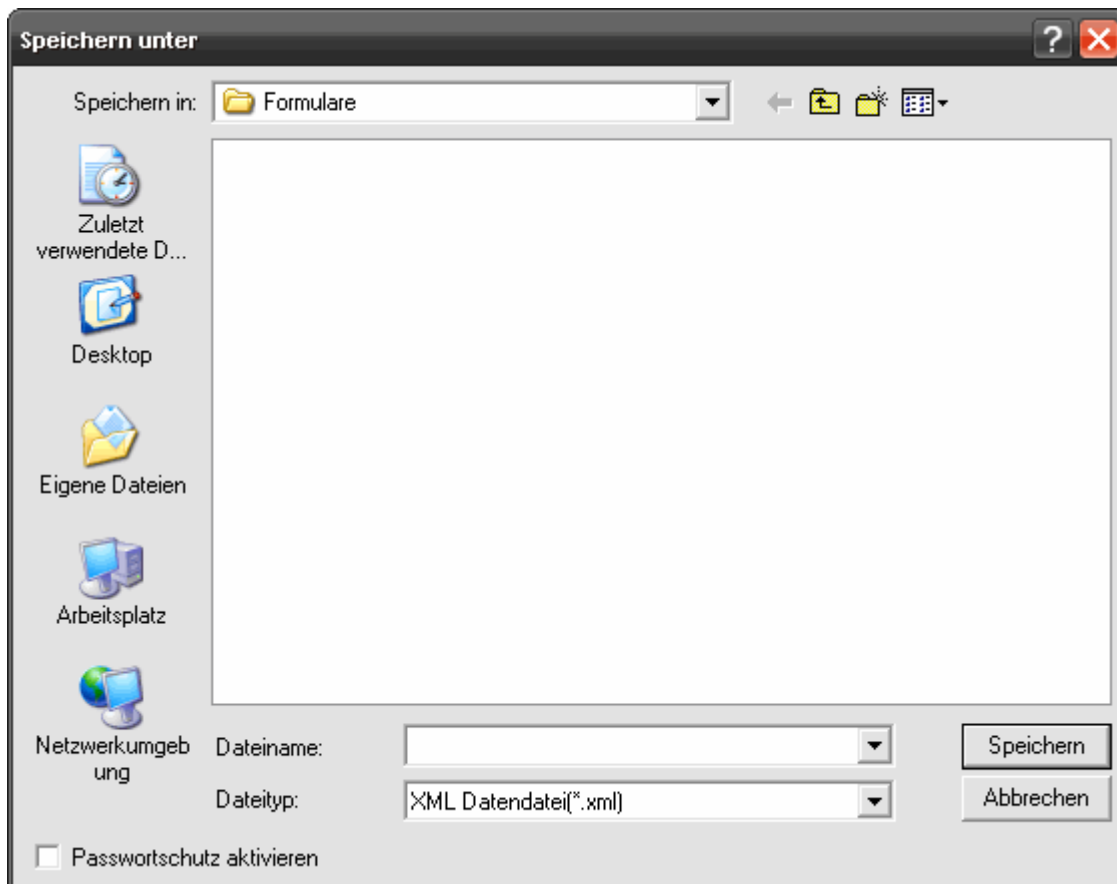 Speichern unter
Speichern in:
Formulare
Zuletzt
verwendete D...
Desktop
Eigene Dateien
Arbeitsplatz
Netzwerkumgeb
ung
Dateiname:
Speichern
Dateityp:
XML Datendatei(*.xml)
Abbrechen
Passwortschutz aktivieren